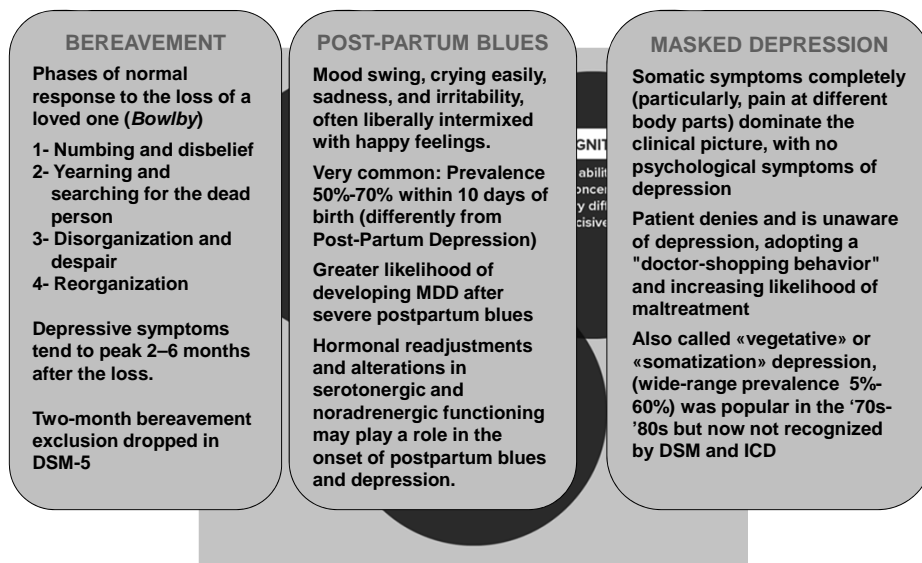 BEREAVEMENT
Phases of normal
response to the loss of a
loved one (Bowlby)
1- Numbing and disbelief
2- Yearning and
searching for the dead
person
3- Disorganization and
despair
4- Reorganization
Depressive symptoms
tend to peak 2–6 months
after the loss.
Two-month bereavement
exclusion dropped in
DSM-5
POST-PARTUM BLUES
Mood swing, crying easily,
sadness, and irritability,
often liberally intermixed
with happy feelings.
Very common: Prevalence
50%-70% within 10 days of
birth (differently from
Post-Partum Depression)
Greater likelihood of
developing MDD after
severe postpartum blues
Hormonal readjustments
and alterations in
serotonergic and
noradrenergic functioning
may play a role in the
onset of postpartum blues
and depression.
MASKED DEPRESSION
Somatic symptoms completely
(particularly, pain at different
body parts) dominate the
clinical picture, with no
psychological symptoms of
depression
Patient denies and is unaware
of depression, adopting a
"doctor-shopping behavior"
and increasing likelihood of
maltreatment
Also called «vegetative» or
«somatization» depression,
(wide-range prevalence 5%-
60%) was popular in the ‘70s-
’80s but now not recognized
by DSM and ICD